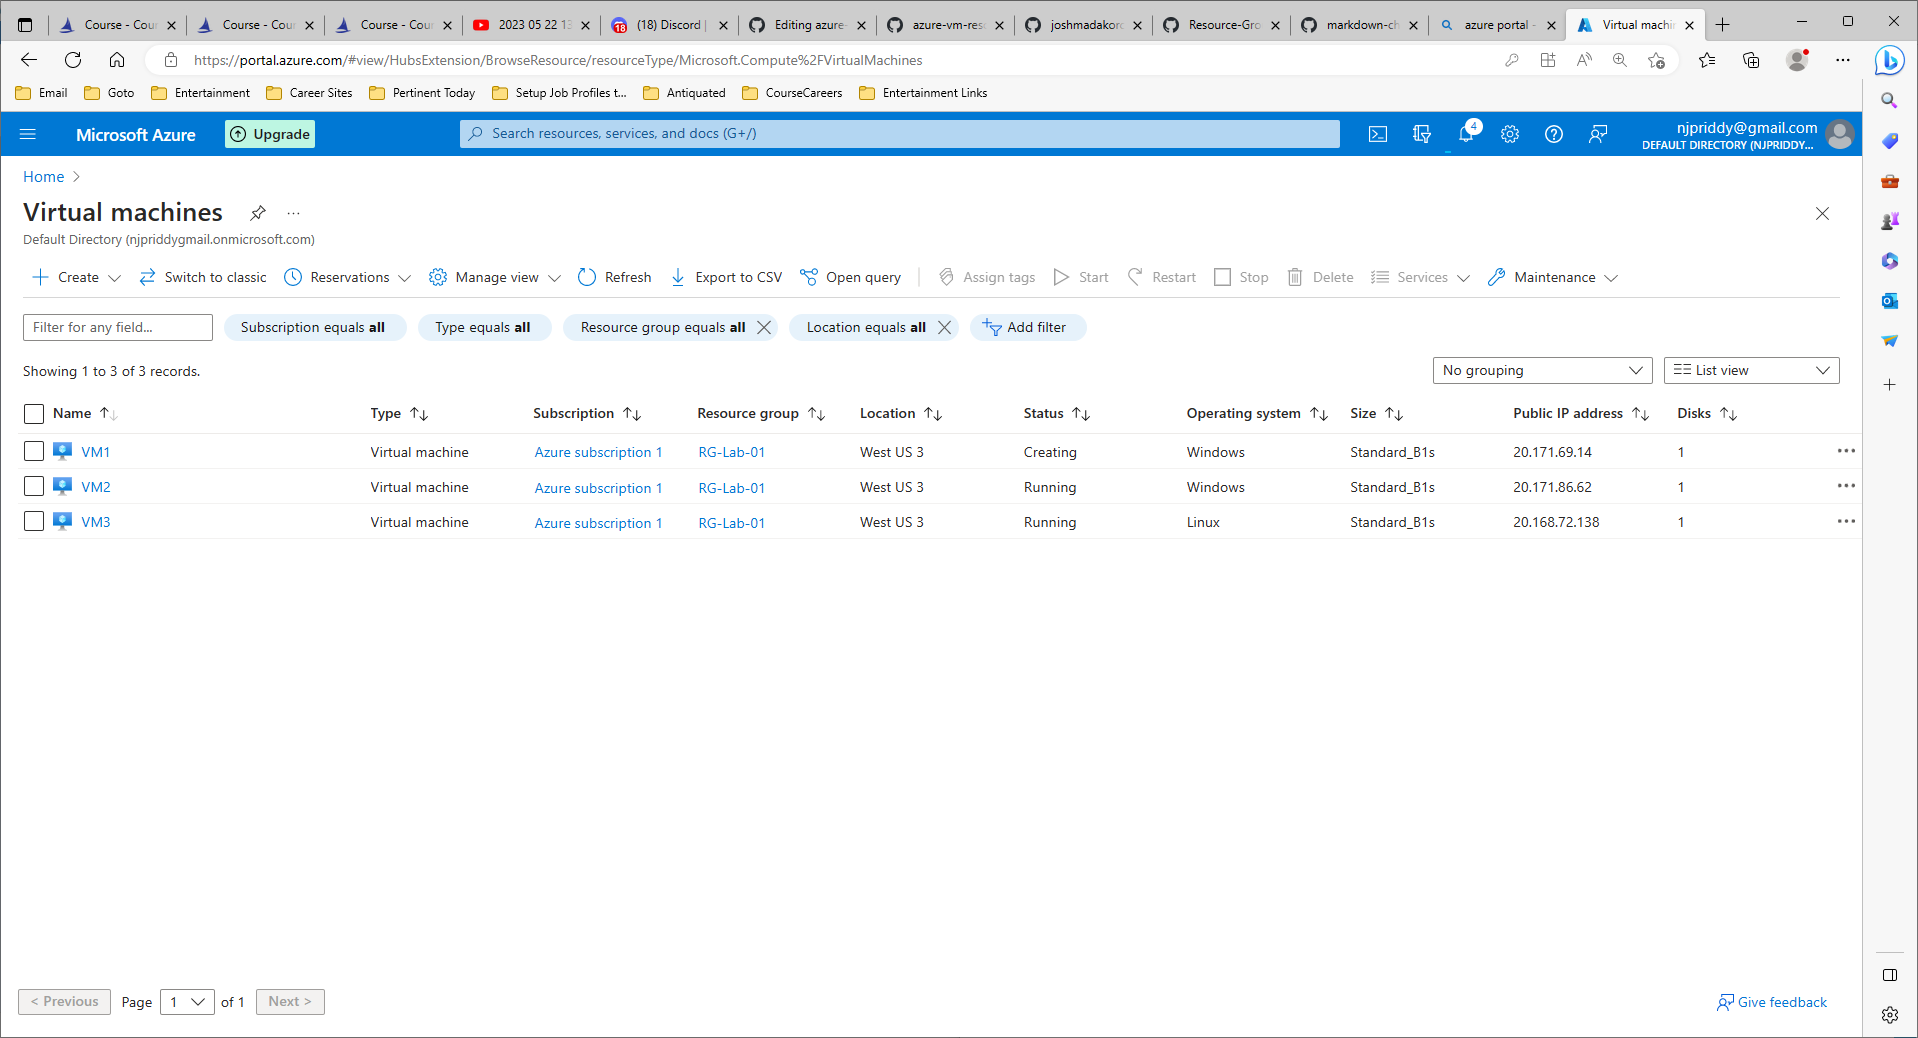 Course - Cour
Course - Cour
Course - Cour
2023 05 22 13
(18) Discord |
Editing azure-
azure-vm-reso
joshmadakoro
Resource-Gro
markdown-ch
azure portal -
Virtual machin
https://portal.azure.com/#view/HubsExtension/BrowseResource/resourceType/Microsoft.Compute%2FVirtualMachines
Email
Goto
Entertainment
Career Sites
Pertinent Today
Setup Job Profiles t...
Antiquated
CourseCareers
Entertainment Links
Microsoft Azure
Upgrade
Search resources, services, and docs (G+/)
4
njpriddy@gmail.com
DEFAULT DIRECTORY (NJPRIDDY...
Home >
Virtual machines
...
Default Directory (njpriddygmail.onmicrosoft.com)
Create
Switch to classic
Reservations
Manage view
Refresh
Export to CSV
Open query
Assign tags
Start
Restart
Stop
Delete
Services
Maintenance
Filter for any field...
Subscription equals all
Type equals all
Resource group equals all
Location equals all
Add filter
Showing 1 to 3 of 3 records.
No grouping
List view
Name Type Subscription Resource group Location Status Operating system Size Public IP address Disks
VM1 Virtual machine Azure subscription 1 RG-Lab-01 West US 3 Creating Windows Standard_B1s 20.171.69.14 1
VM2 Virtual machine Azure subscription 1 RG-Lab-01 West US 3 Running Windows Standard_B1s 20.171.86.62 1
VM3 Virtual machine Azure subscription 1 RG-Lab-01 West US 3 Running Linux Standard_B1s 20.168.72.138 1
< Previous
Page 1 of 1
Next >
Give feedback